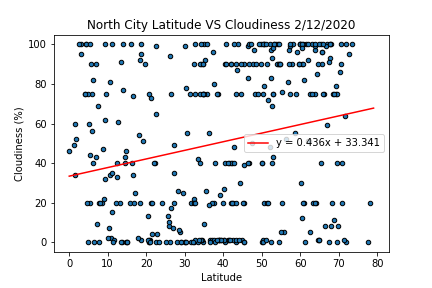 North City Latitude VS Cloudiness 2/12/2020
100
80
60
40
20
0
Cloudiness (%)
y = 0.436x + 33.341
0 10 20 30 40 50 60 70 80
Latitude